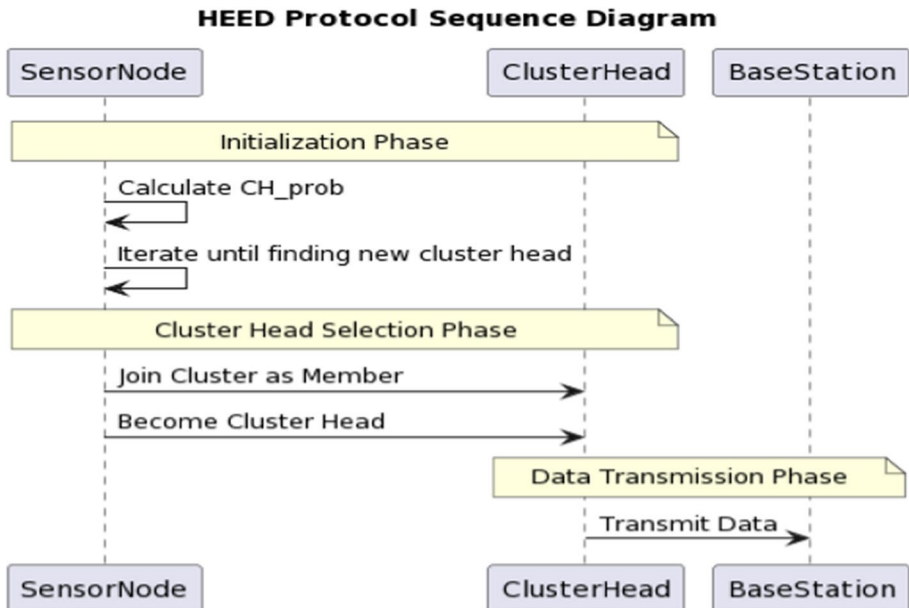 HEED Protocol Sequence Diagram
SensorNode
ClusterHead
BaseStation
Initialization Phase
Calculate CH_prob
Iterate until finding new cluster head
Cluster Head Selection Phase
Join Cluster as Member
Become Cluster Head
Data Transmission Phase
Transmit Data
SensorNode
ClusterHead
BaseStation